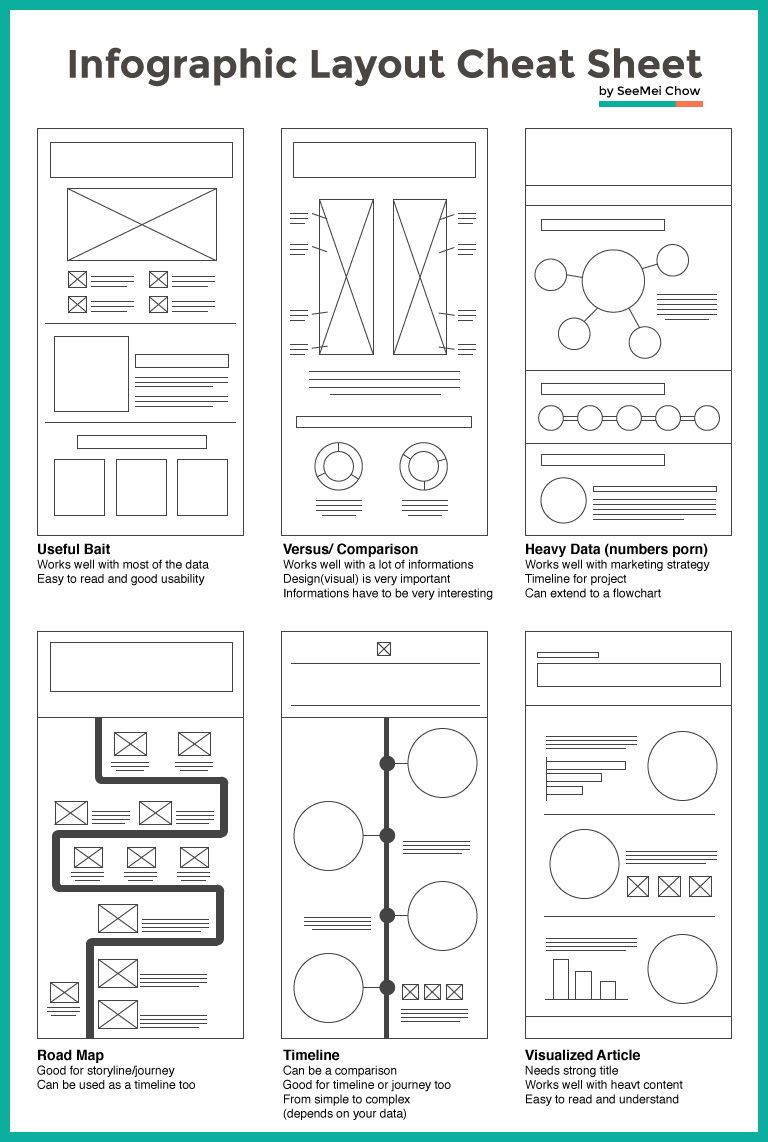 Infographic Layout Cheat Sheet
by SeeMei Chow
Useful Bait
Works well with most of the data
Easy to read and good usability
Versus/ Comparison
Works well with a lot of informations
Design(visual) is very important
Informations have to be very interesting
Heavy Data (numbers porn)
Works well with marketing strategy
Timeline for project
Can extend to a flowchart
Road Map
Good for storyline/journey
Can be used as a timeline too
Timeline
Can be a comparison
Good for timeline or journey too
From simple to complex
(depends on your data)
Visualized Article
Needs strong title
Works well with heavt content
Easy to read and understand